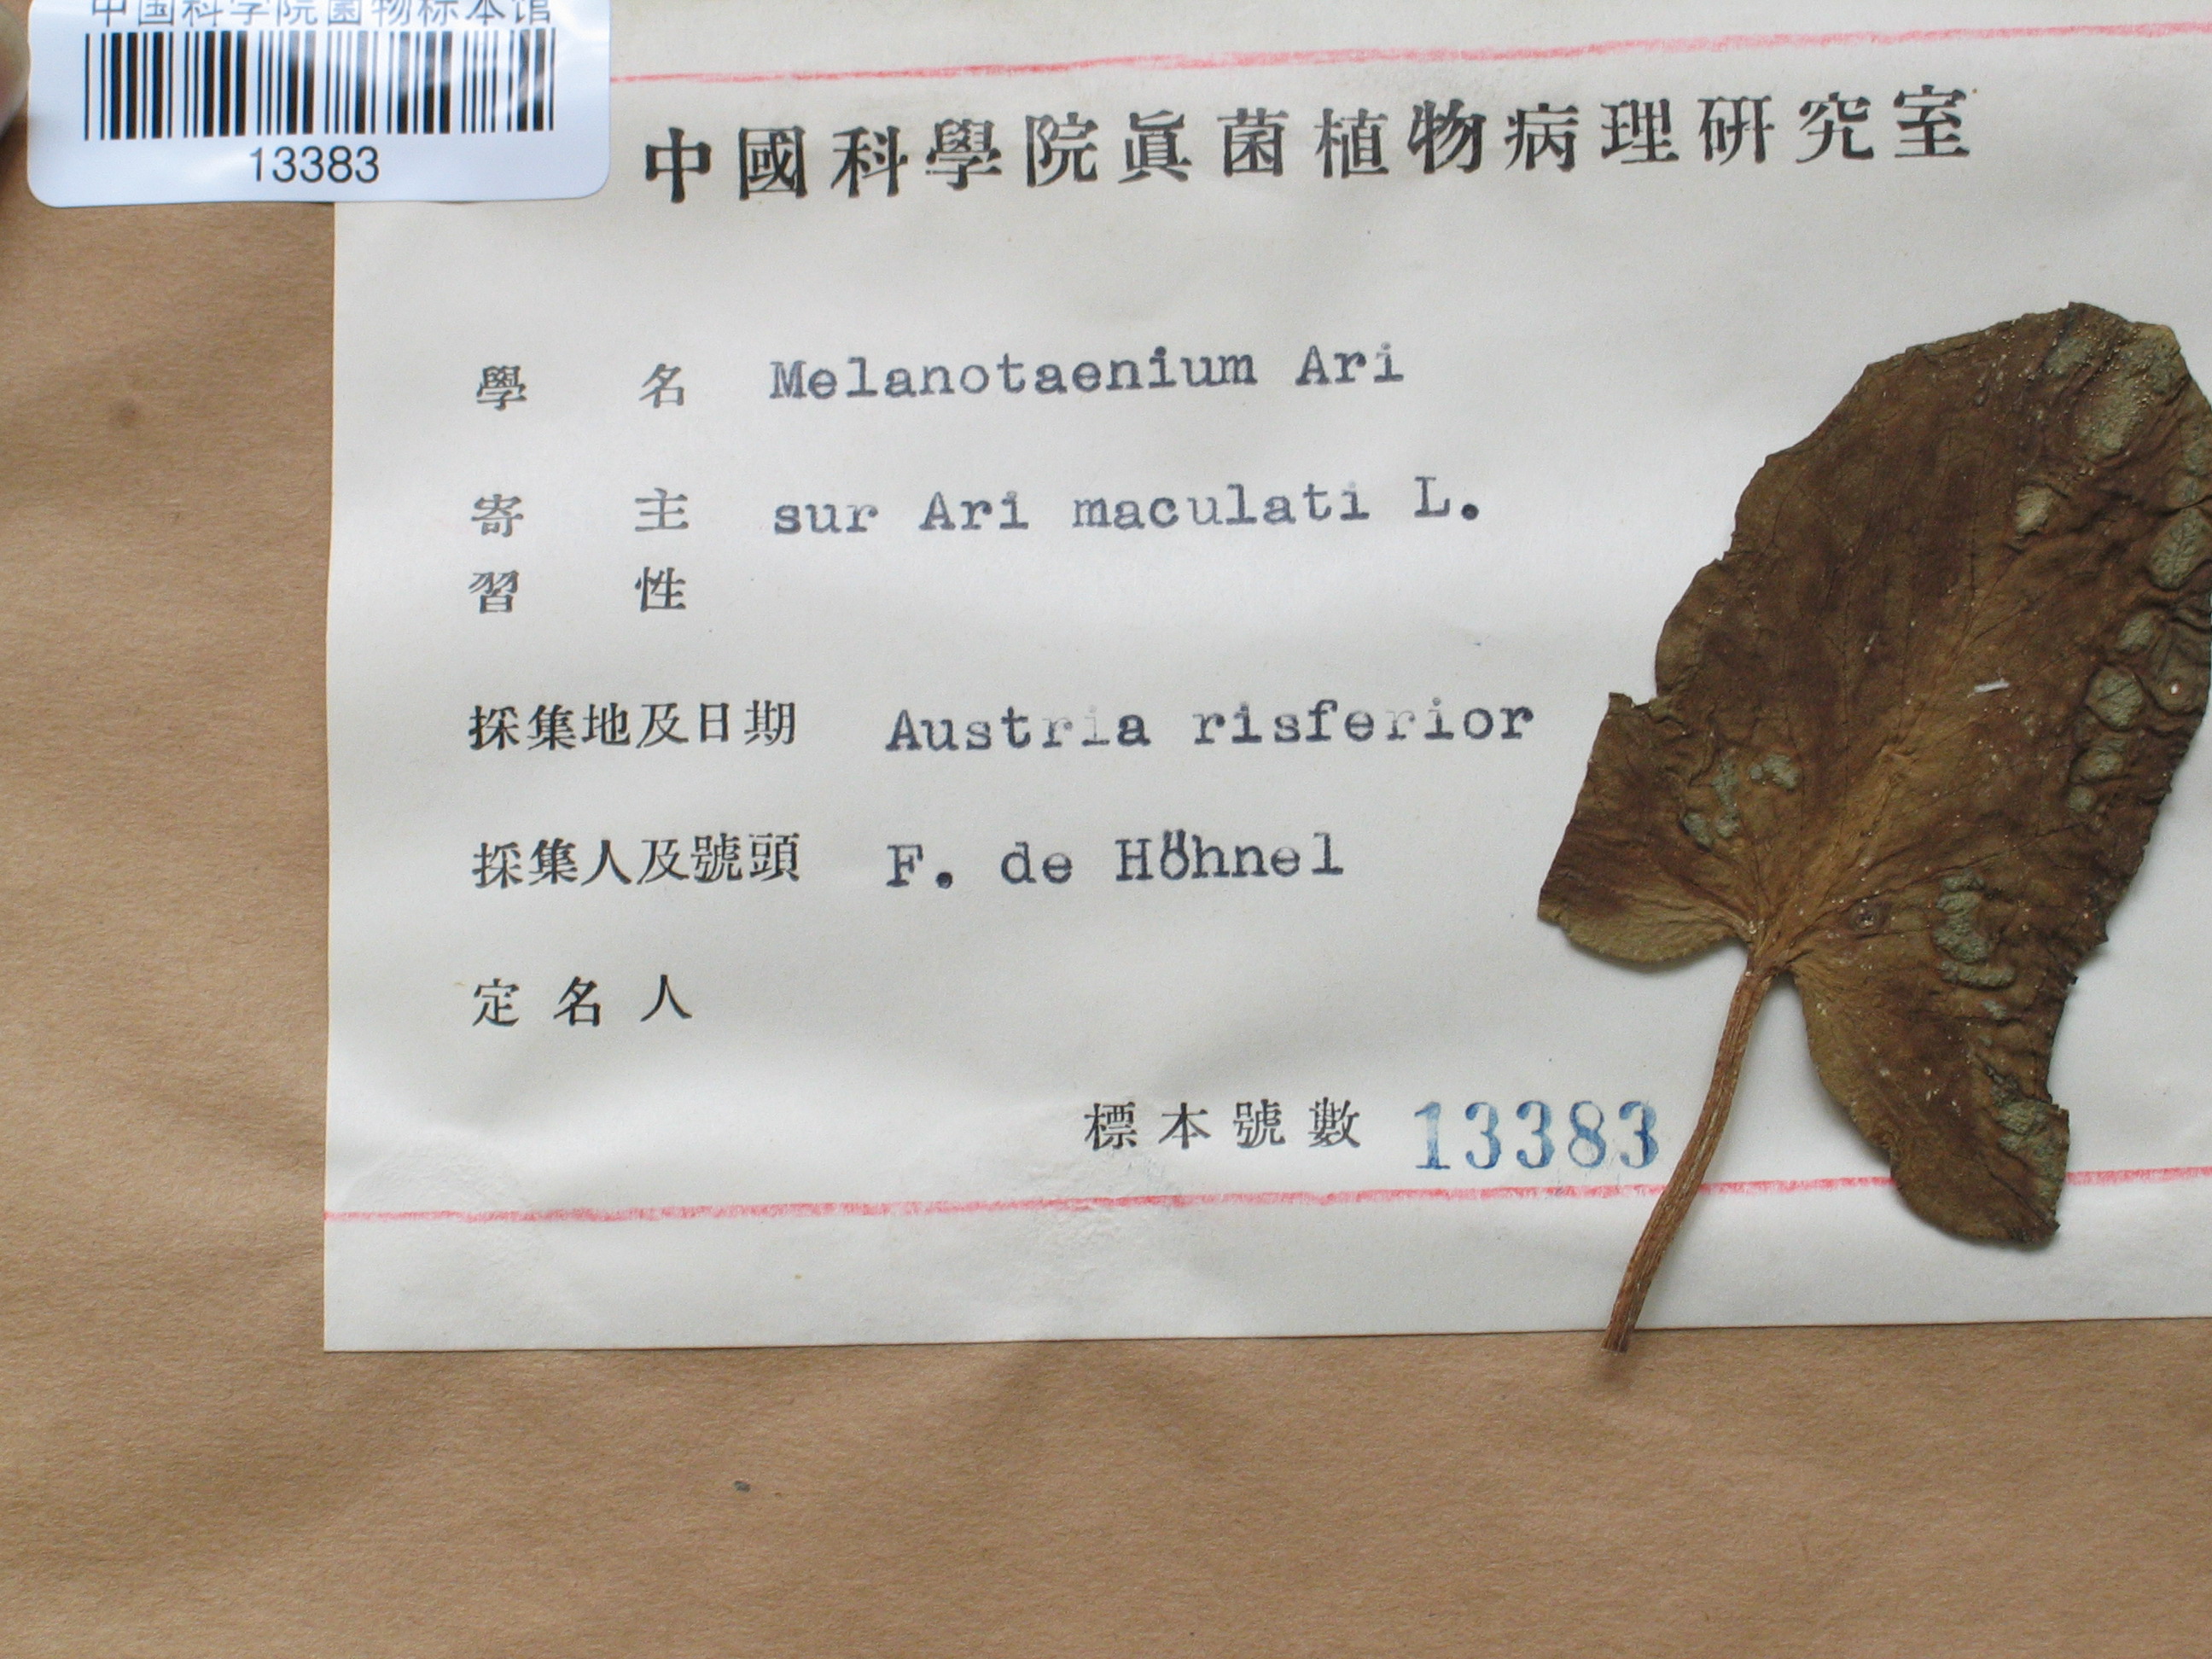 中国科学院菌物标本馆
13383
中國科學院眞菌植物病理硏究室
學名 Melanotaenium Ari
寄主 sur Ari maculati L.
習性
採集地及日期 Austria risferior
採集人及號頭 F. de Höhnel
定名人
標本號數 13383